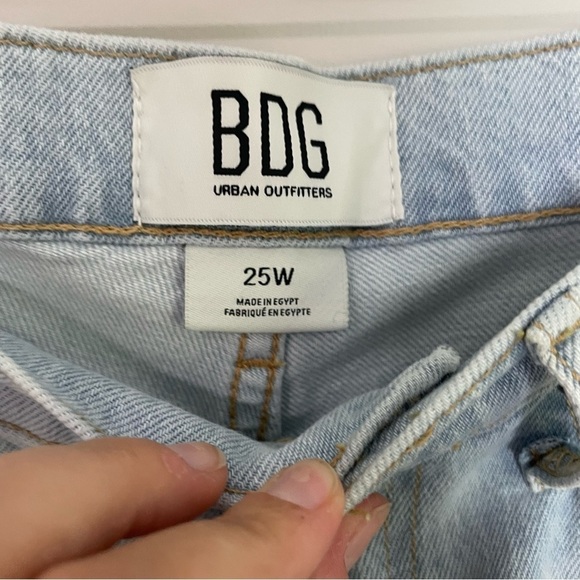 BDG
URBAN OUTFITTERS
25W
MADE IN EGYPT
FABRIQUÉ EN EGYPTE